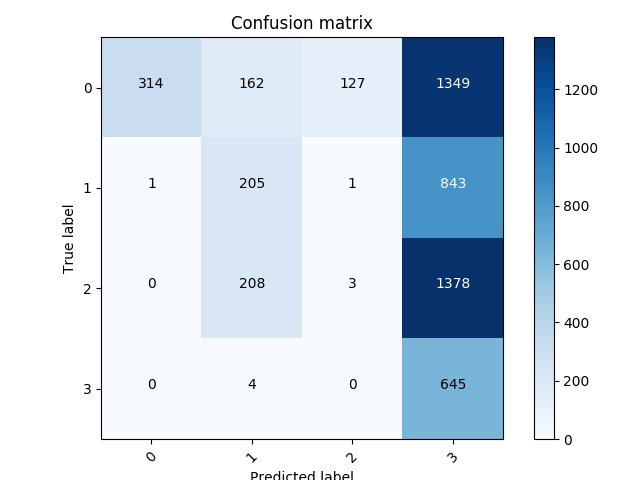 Confusion matrix
0 314 162 127 1349
1 1 205 1 843
2 0 208 3 1378
3 0 4 0 645
0 1 2 3
True label
Predicted label
1200
1000
800
600
400
200
0